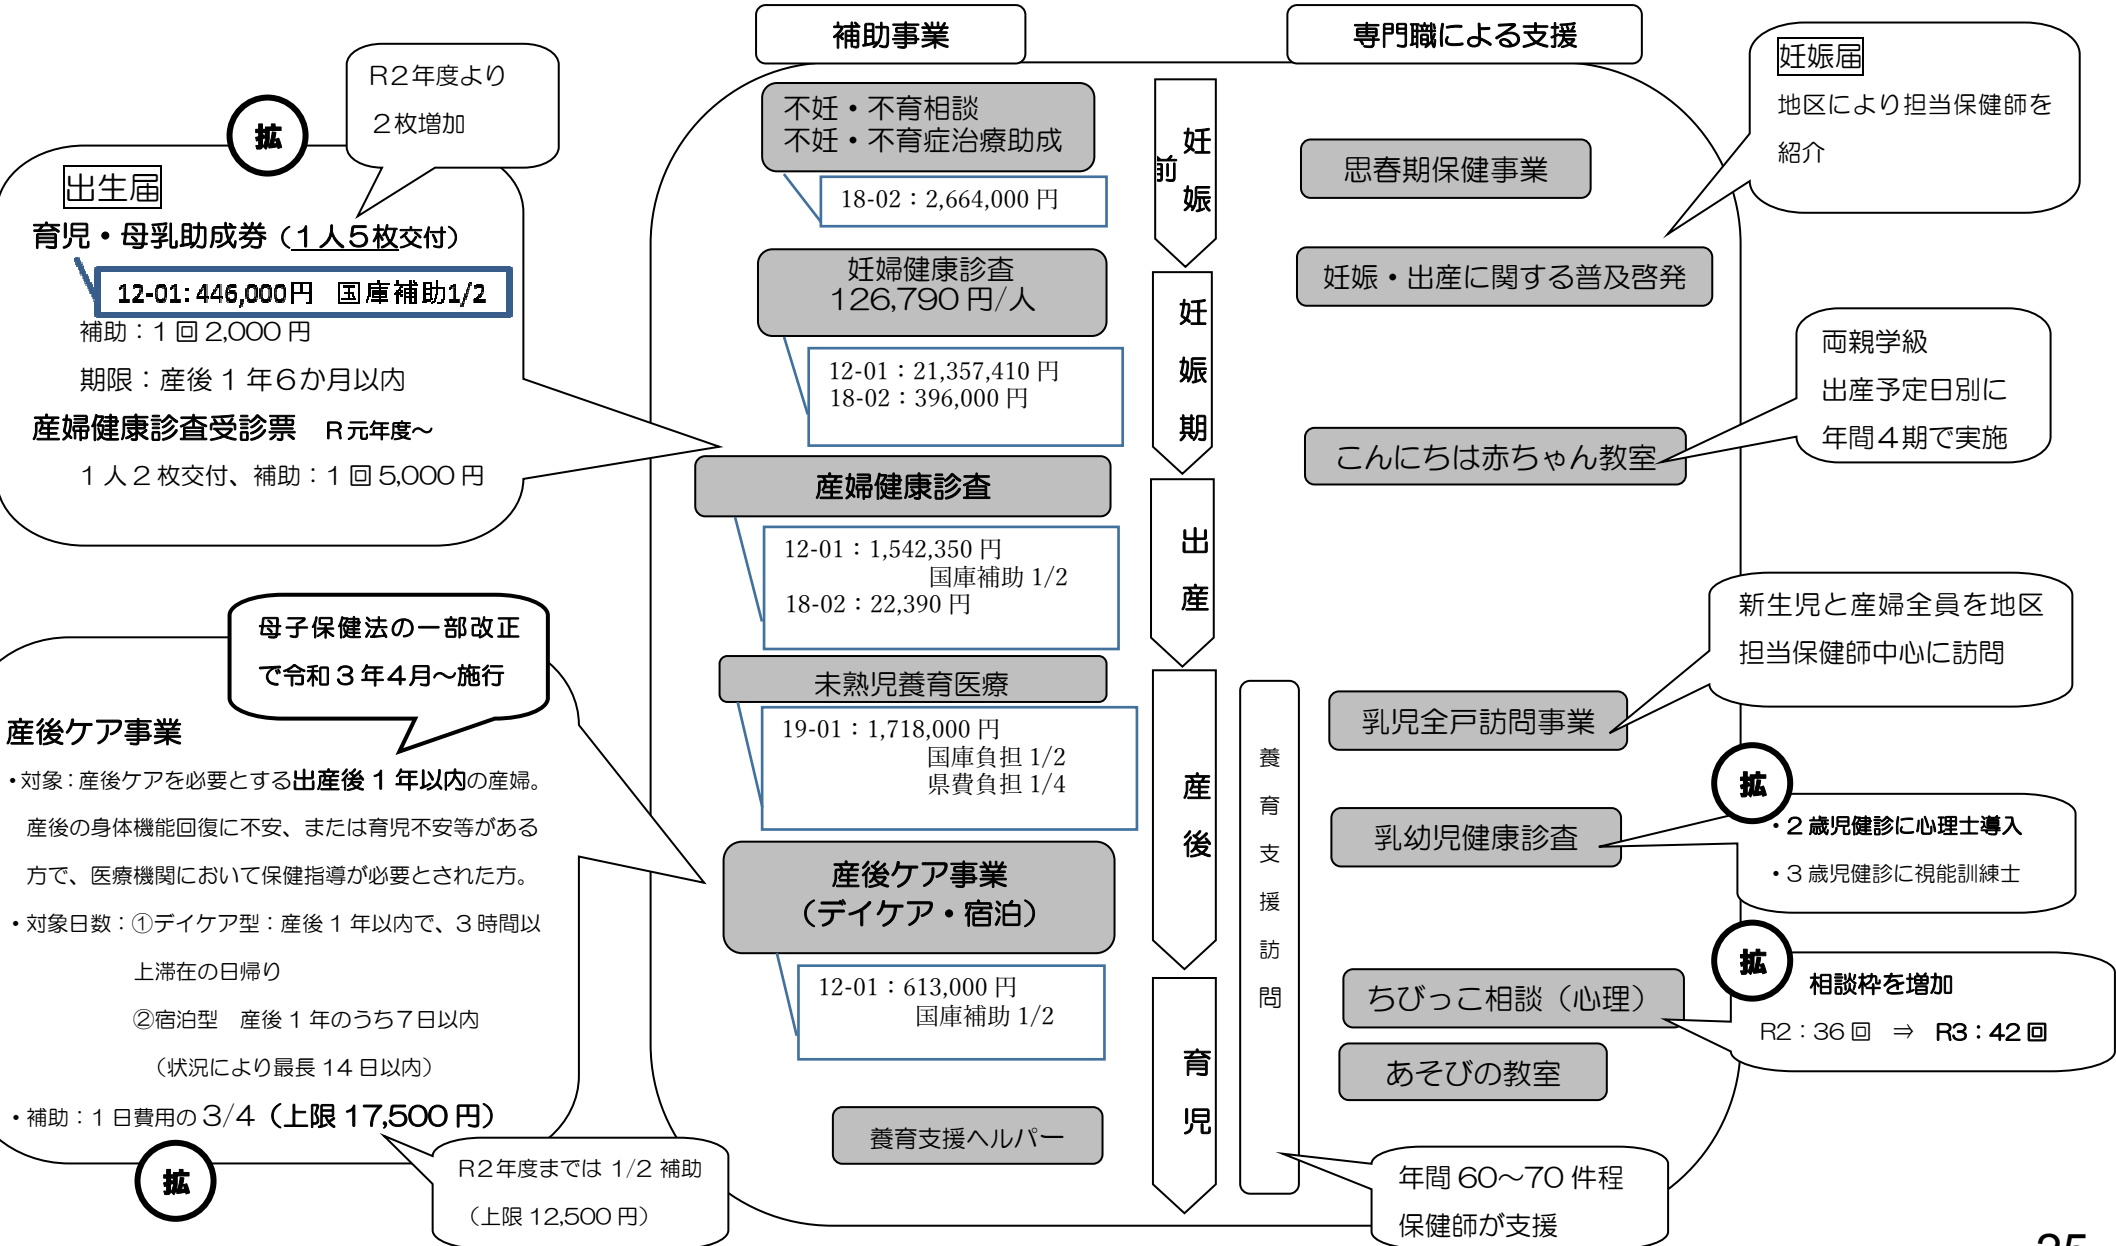 補助事業
専門職による支援
R2年度より
2枚増加
拡
出生届
育児・母乳助成券（1人5枚交付）
12-01:446,000円　国庫補助1/2
補助：1回2,000円
期限：産後1年6か月以内
産婦健康診査受診票　R元年度～
1人2枚交付、補助：1回5,000円
母子保健法の一部改正
で令和3年4月～施行
産後ケア事業
・対象：産後ケアを必要とする出産後1年以内の産婦。
産後の身体機能回復に不安、または育児不安等がある
方で、医療機関において保健指導が必要とされた方。
・対象日数：①デイケア型：産後1年以内で、3時間以
上滞在の日帰り
②宿泊型　産後1年のうち7日以内
（状況により最長14日以内）
・補助：1日費用の3/4（上限17,500円）
拡
R2年度までは 1/2 補助
（上限12,500円）
不妊・不育相談
不妊・不育症治療助成
18-02：2,664,000円
妊婦健康診査
126,790円/人
12-01：21,357,410円
18-02：396,000円
産婦健康診査
12-01：1,542,350円
国庫補助 1/2
18-02：22,390円
未熟児養育医療
19-01：1,718,000円
国庫負担 1/2
県費負担 1/4
産後ケア事業
（デイケア・宿泊）
12-01：613,000円
国庫補助 1/2
養育支援ヘルパー
妊娠前
妊娠期
出産
産後
育児
養育支援訪問
思春期保健事業
妊娠・出産に関する普及啓発
こんにちは赤ちゃん教室
乳児全戸訪問事業
乳幼児健康診査
ちびっこ相談（心理）
あそびの教室
妊娠届
地区により担当保健師を
紹介
両親学級
出産予定日別に
年間4期で実施
新生児と産婦全員を地区
担当保健師中心に訪問
拡
・2歳児健診に心理士導入
・3歳児健診に視能訓練士
拡
相談枠を増加
R2：36回　⇒　R3：42回
年間60～70件程
保健師が支援